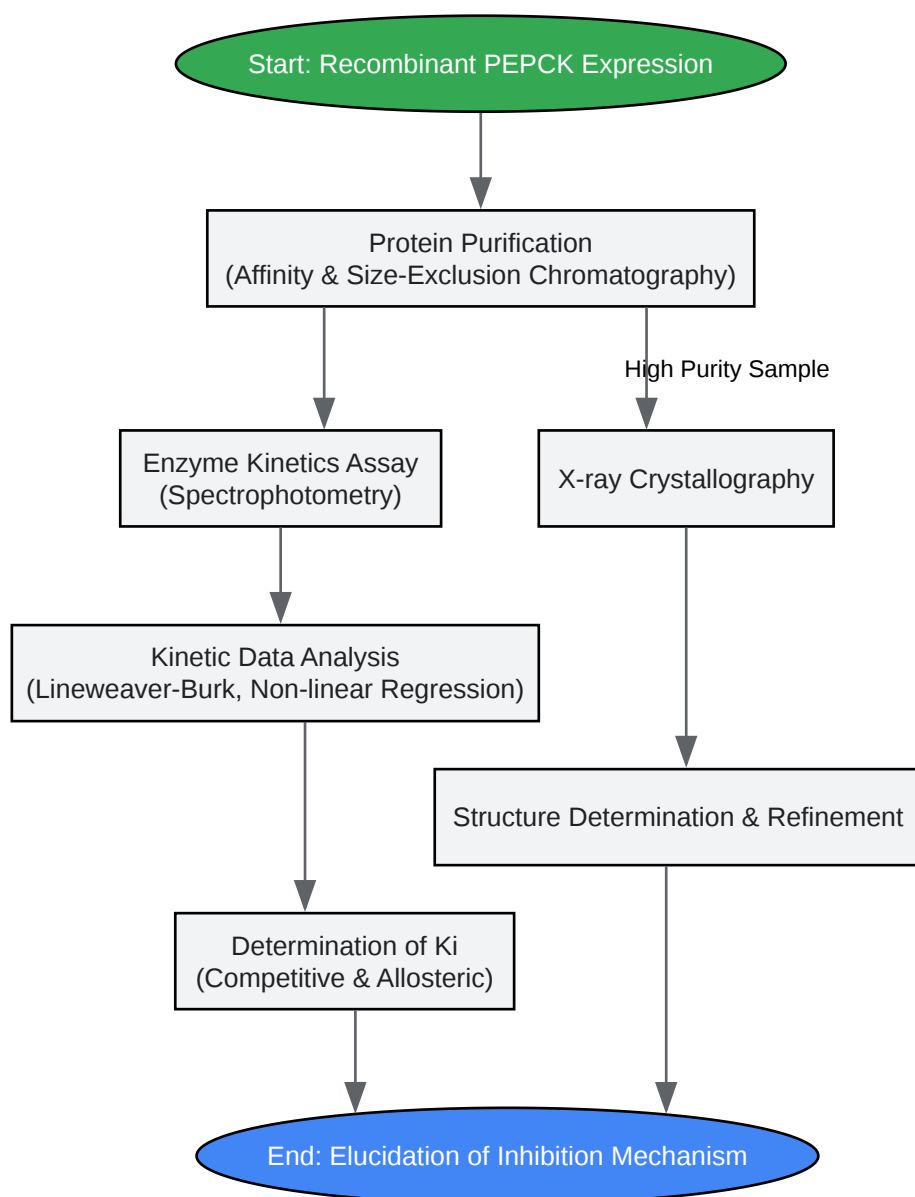 Start: Recombinant PEPCK Expression
Protein Purification
(Affinity & Size-Exclusion Chromatography)
High Purity Sample
Enzyme Kinetics Assay
(Spectrophotometry)
X-ray Crystallography
Kinetic Data Analysis
(Lineweaver-Burk, Non-linear Regression)
Structure Determination & Refinement
Determination of Ki
(Competitive & Allosteric)
End: Elucidation of Inhibition Mechanism